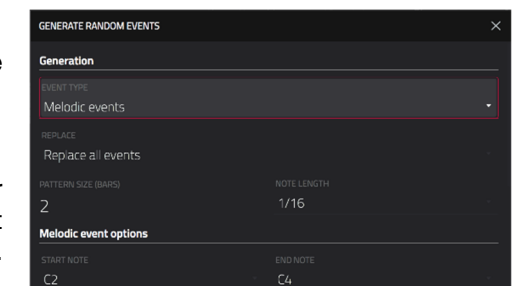 GENERATE RANDOM EVENTS
Generation
EVENT TYPE
Melodic events
REPLACE
Replace all events
PATTERN SIZE (BARS) NOTE LENGTH
2 1/16
Melodic event options
START NOTE END NOTE
C2 C4